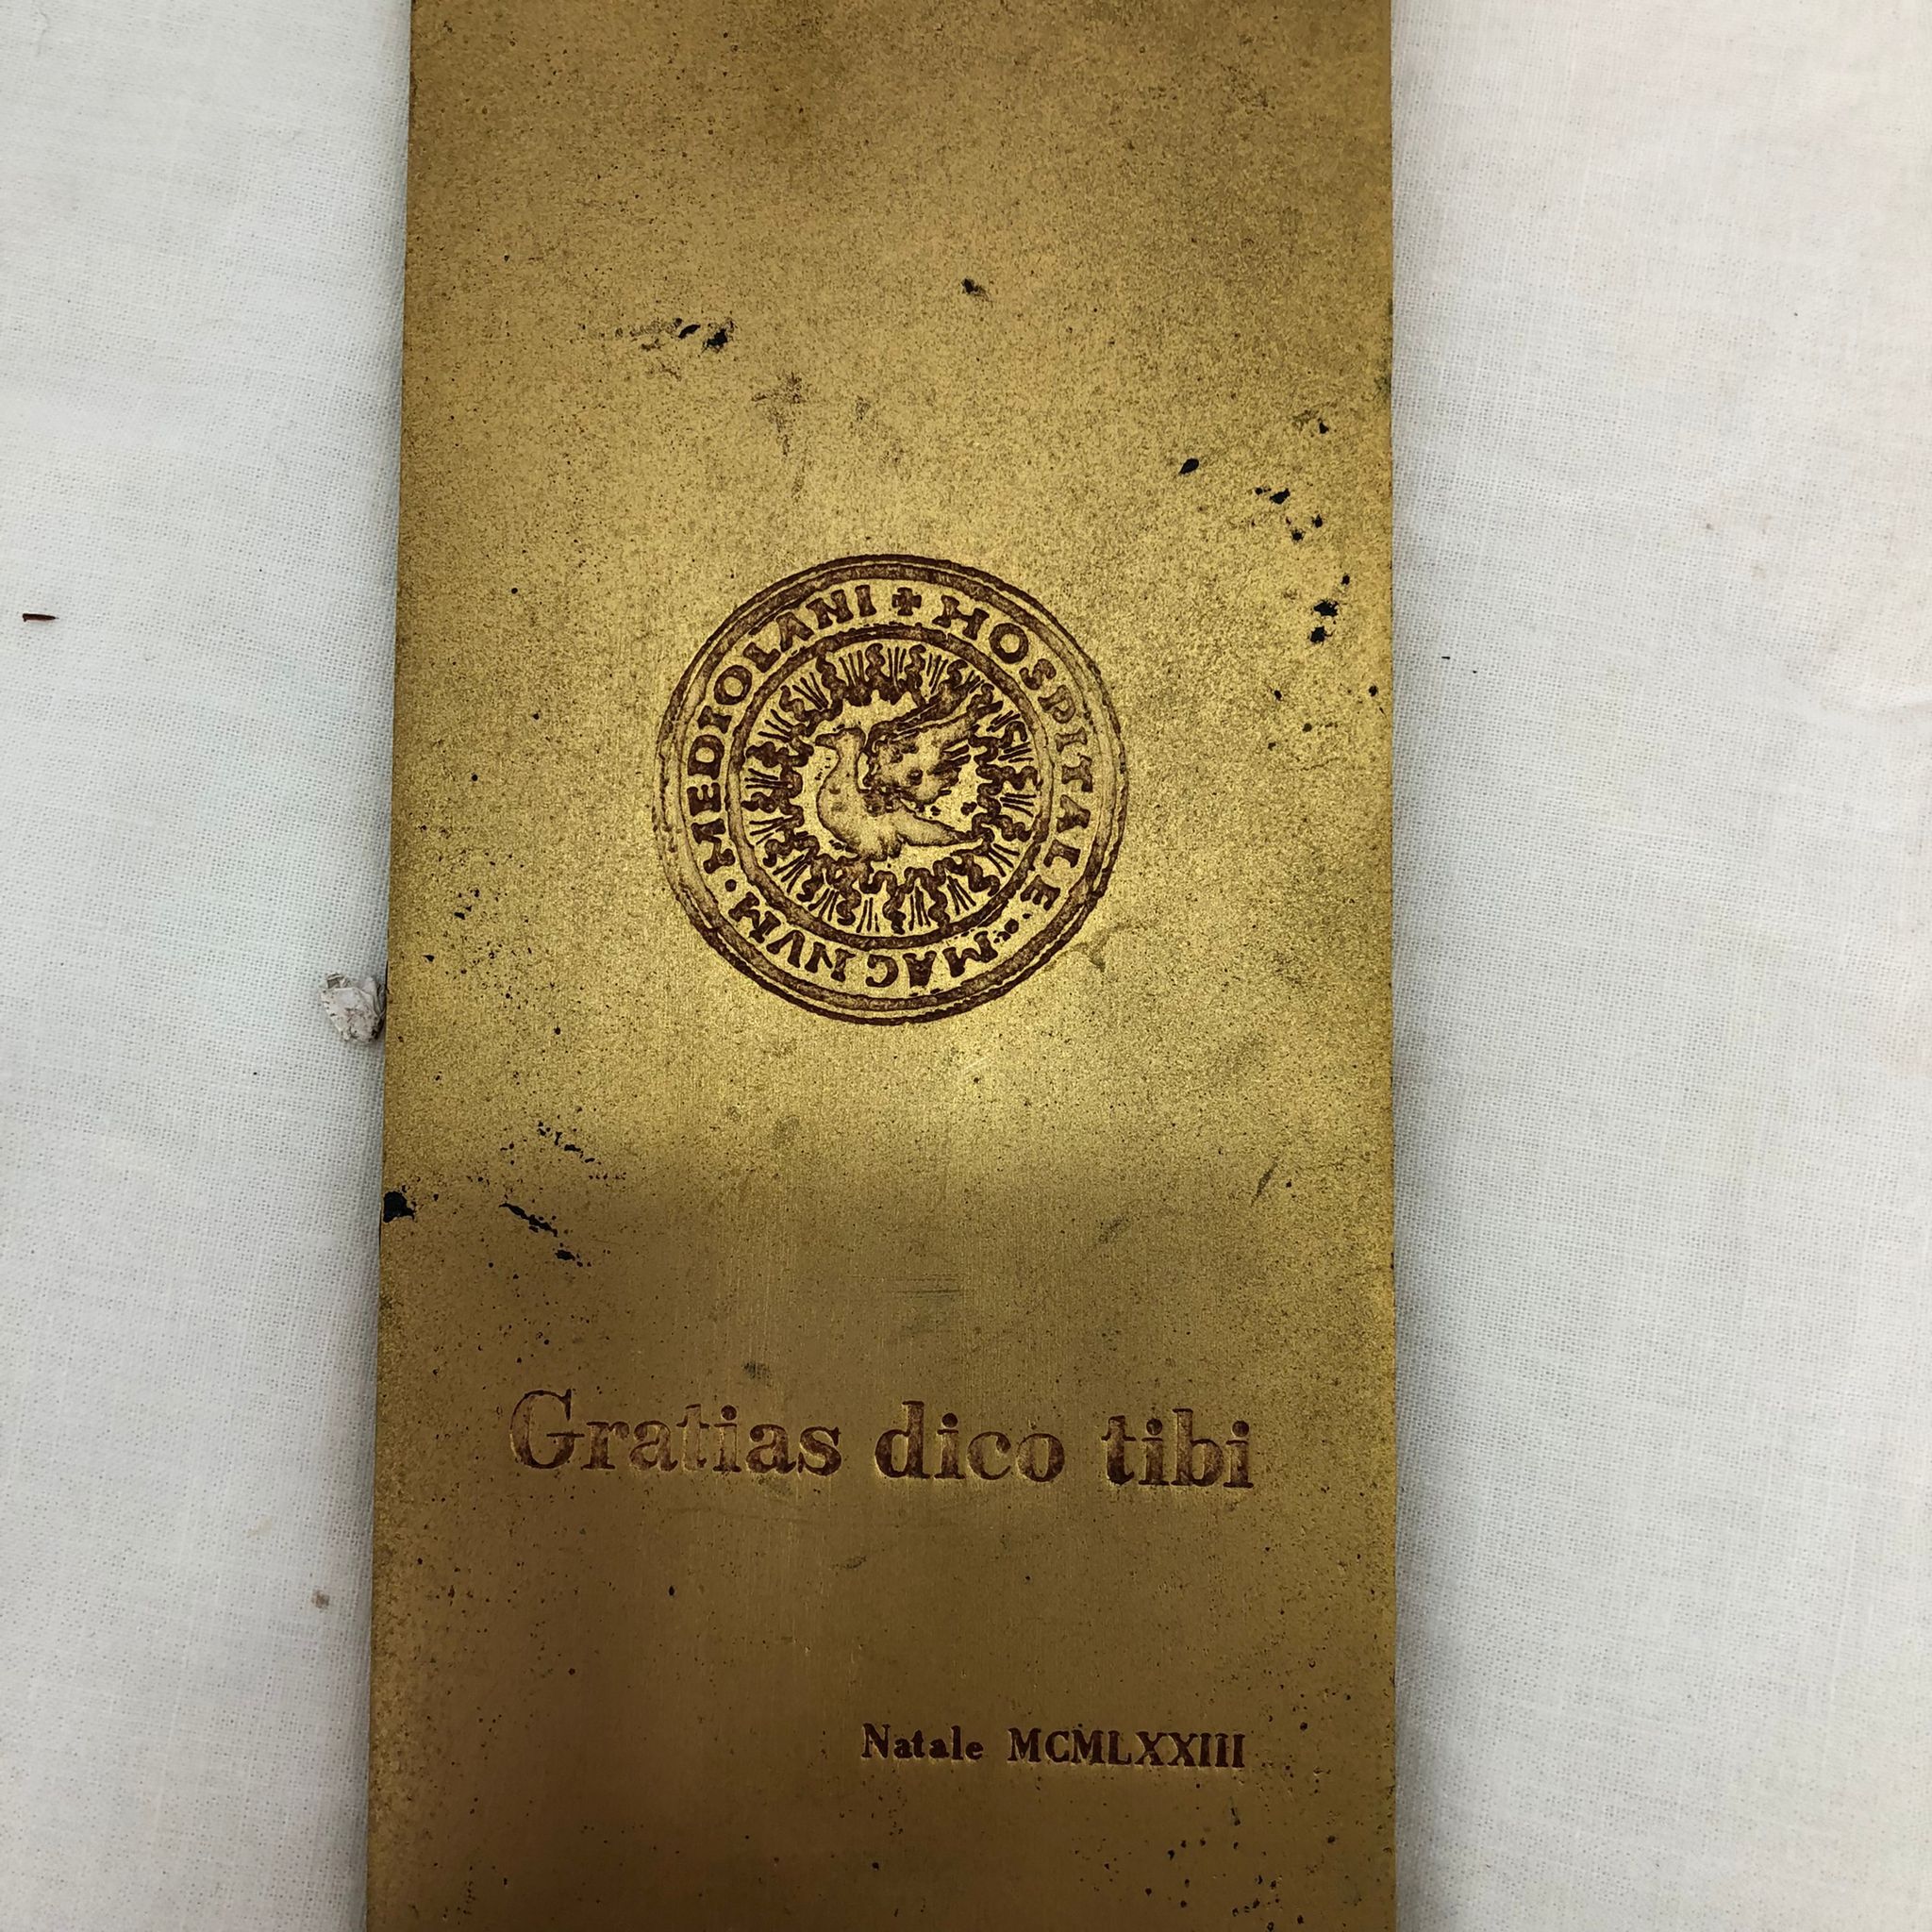 ✚ HOSPITALE · MAGNVM · MEDIOLANI
Gratias dico tibi
Natale MCMLXXIII